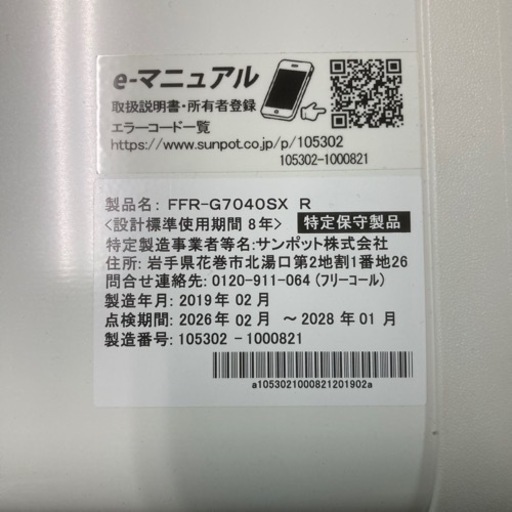 e-マニュアル
取扱説明書・所有者登録
エラーコード一覧
https://www.sunpot.co.jp/p/105302
105302-1000821
製品名: FFR-G7040SX R
<設計標準使用期間 8年> 特定保守製品
特定製造事業者等名:サンポット株式会社
住所: 岩手県花巻市北湯口第2地割1番地26
問合せ連絡先: 0120-911-064 (フリーコール)
製造年月: 2019 年 02 月
点検期間: 2026 年 02 月 ～ 2028 年 01 月
製造番号: 105302 - 1000821
a1053021000821201902a